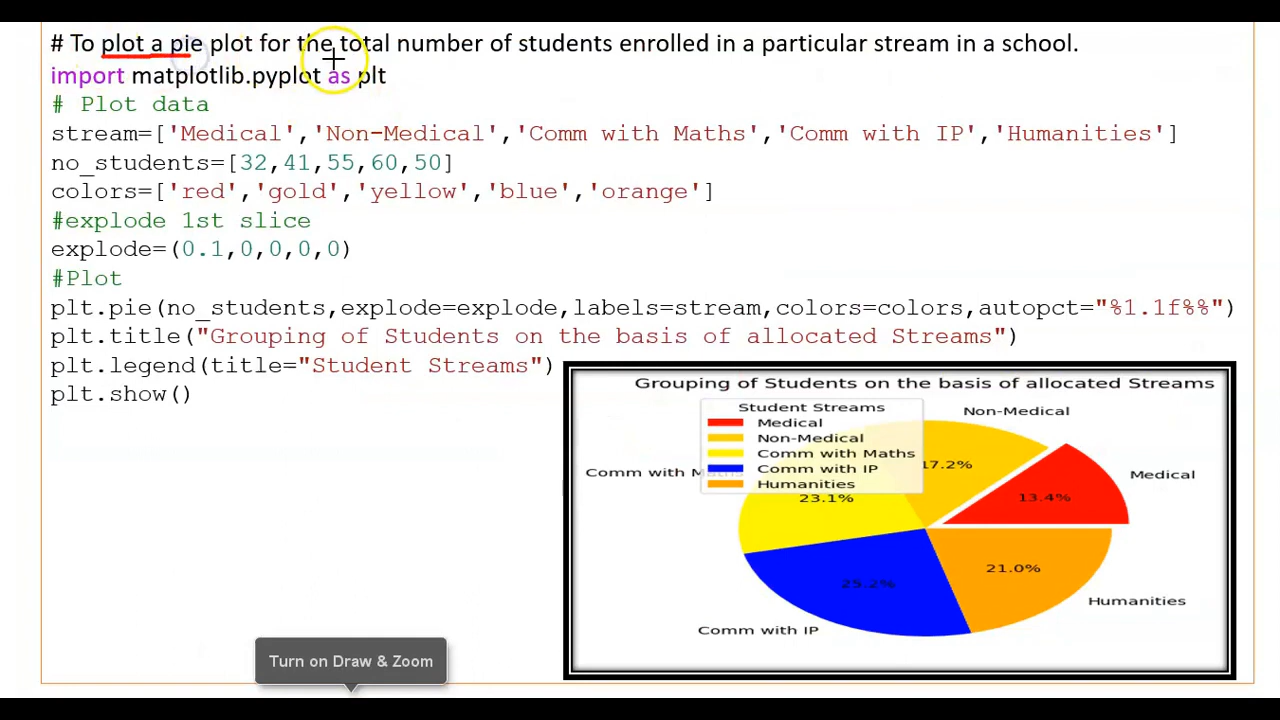 # To plot a pie plot for the total number of students enrolled in a particular stream in a school.
import matplotlib.pyplot as plt
# Plot data
stream=['Medical','Non-Medical','Comm with Maths','Comm with IP','Humanities']
no_students=[32,41,55,60,50]
colors=['red','gold','yellow','blue','orange']
#explode 1st slice
explode=(0.1,0,0,0,0)
#Plot
plt.pie(no_students,explode=explode,labels=stream,colors=colors,autopct="%1.1f%%")
plt.title("Grouping of Students on the basis of allocated Streams")
plt.legend(title="Student Streams")
plt.show()
Grouping of Students on the basis of allocated Streams
Student Streams
Medical
Non-Medical
Comm with Maths
Comm with IP
Humanities
Non-Medical
17.2%
Medical
13.4%
Comm with
23.1%
25.2%
Comm with IP
21.0%
Humanities
Turn on Draw & Zoom